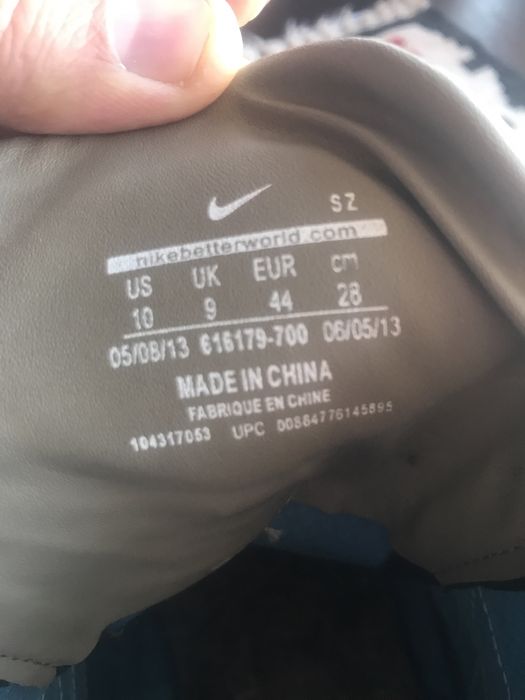 SZ
nikebetterworld.com
US UK EUR cm
10 9 44 28
05/08/13 616179-700 06/05/13
MADE IN CHINA
FABRIQUE EN CHINE
104317053 UPC 00884776145895